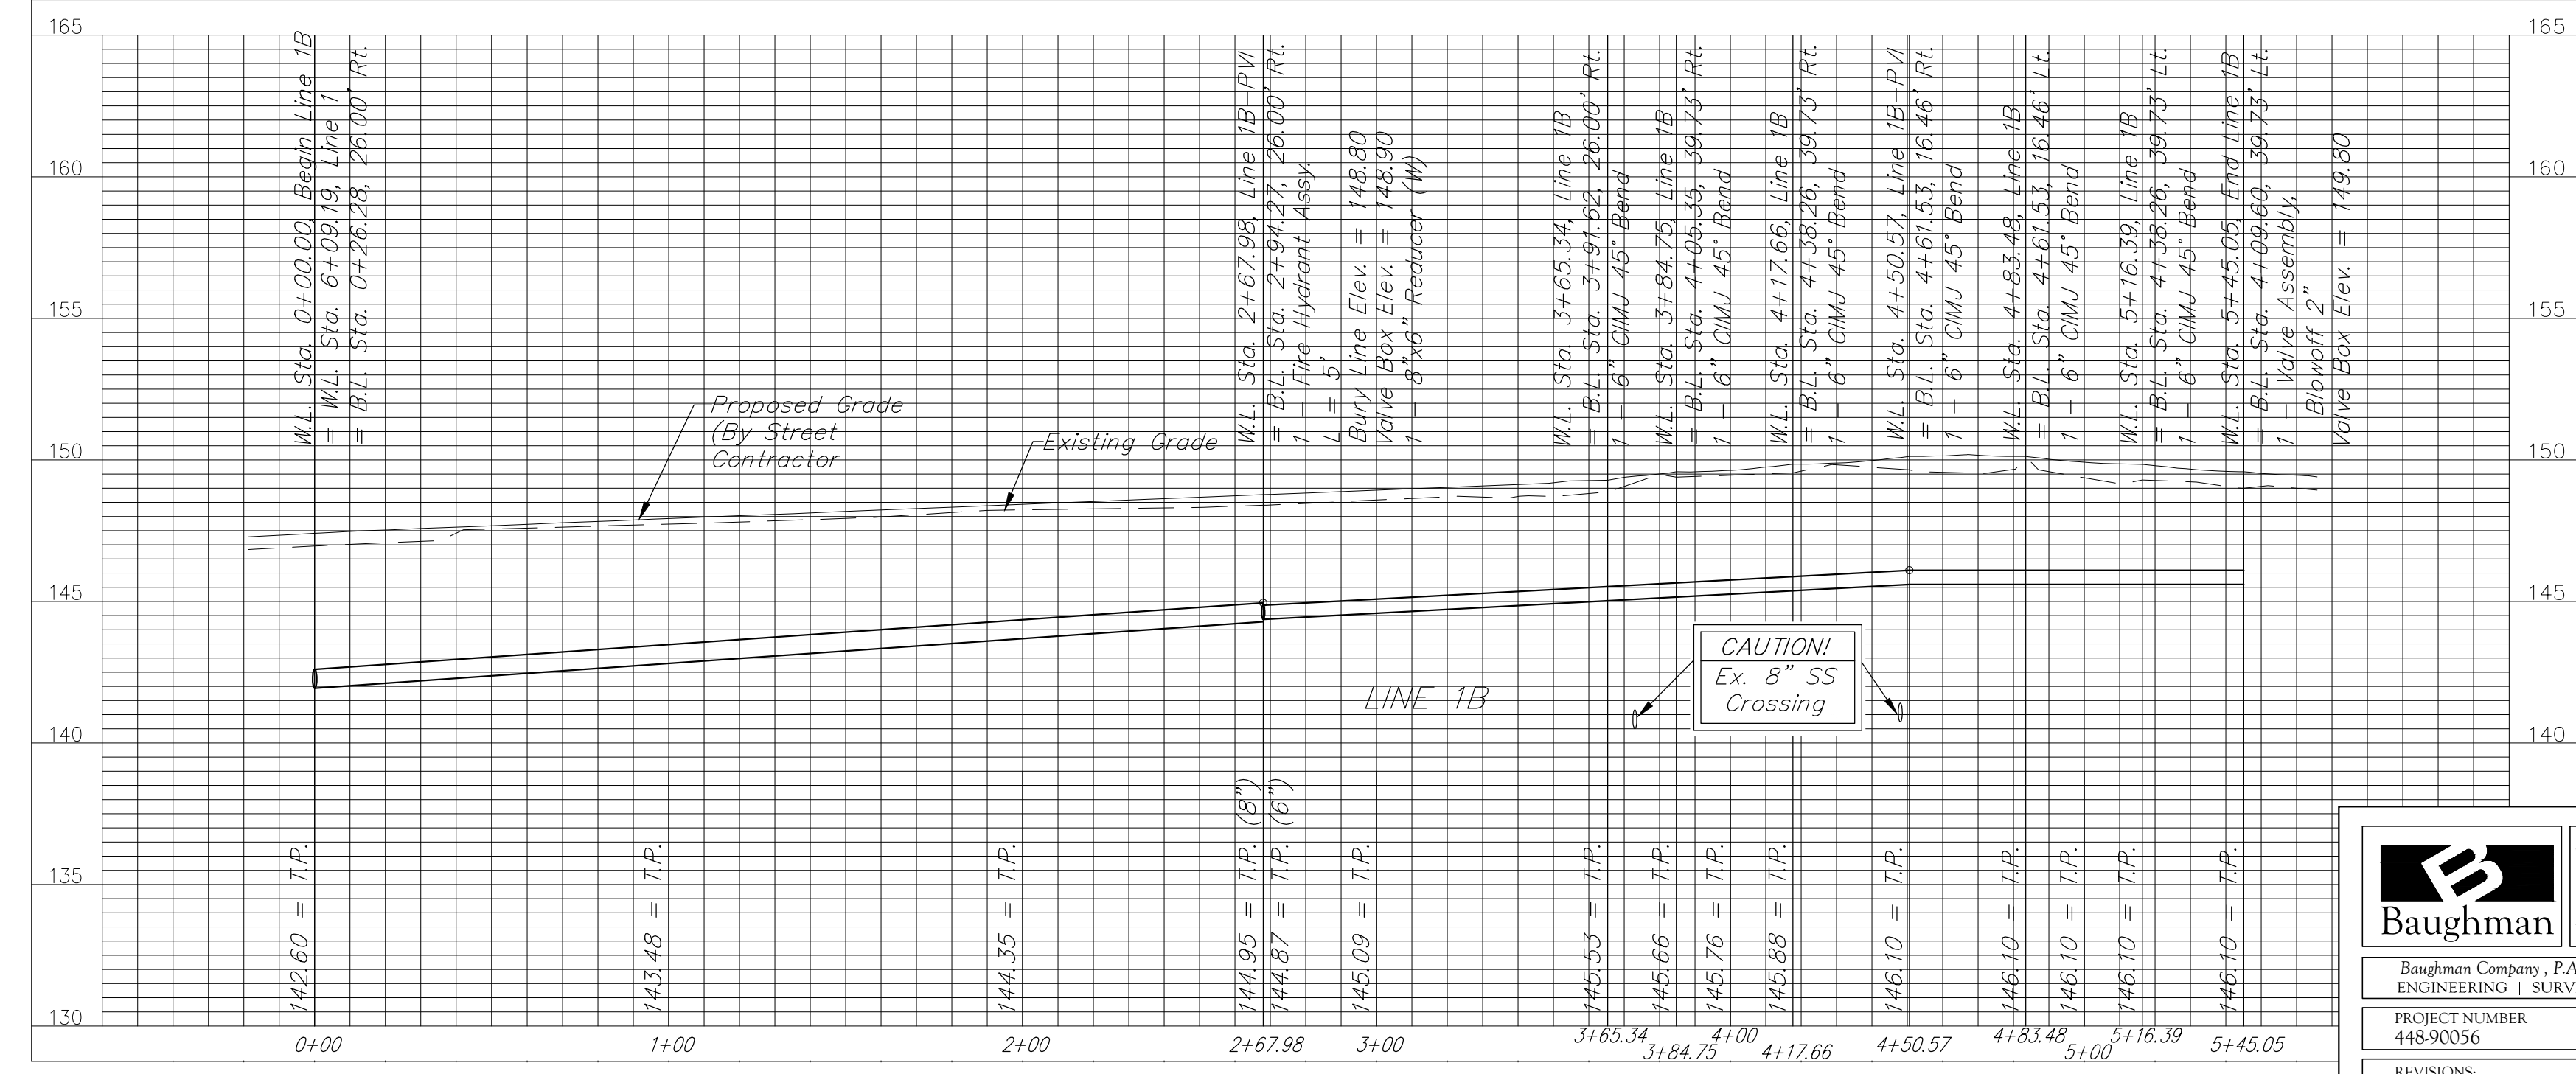 165
160
155
150
145
140
135
130
165
160
155
150
145
140
W.L. Sta. 0+00.00, Begin Line 1B
= W.L. Sta. 6+09.19, Line 1
= B.L. Sta. 0+26.28, 26.00' Rt.
W.L. Sta. 2+67.98, Line 1B-PVI
= B.L. Sta. 2+94.27, 26.00' Rt.
1 - Fire Hydrant Assy.
L = 5'
Bury Line Elev. = 148.80
Valve Box Elev. = 148.90
1 - 8"x6" Reducer (W)
W.L. Sta. 3+65.34, Line 1B
= B.L. Sta. 3+91.62, 26.00' Rt.
1 - 6" CIMJ 45° Bend
W.L. Sta. 3+84.75, Line 1B
= B.L. Sta. 4+05.35, 39.73' Rt.
1 - 6" CIMJ 45° Bend
W.L. Sta. 4+17.66, Line 1B
= B.L. Sta. 4+38.26, 39.73' Rt.
1 - 6" CIMJ 45° Bend
W.L. Sta. 4+50.57, Line 1B-PVI
= B.L. Sta. 4+61.53, 16.46' Rt.
1 - 6" CIMJ 45° Bend
W.L. Sta. 4+83.48, Line 1B
= B.L. Sta. 4+61.53, 16.46' Lt.
1 - 6" CIMJ 45° Bend
W.L. Sta. 5+16.39, Line 1B
= B.L. Sta. 4+38.26, 39.73' Lt.
1 - 6" CIMJ 45° Bend
W.L. Sta. 5+45.05, End Line 1B
= B.L. Sta. 4+09.60, 39.73' Lt.
1 - Valve Assembly,
Blowoff 2"
Valve Box Elev. = 149.80
Proposed Grade
(By Street
Contractor
Existing Grade
CAUTION!
Ex. 8" SS
Crossing
LINE 1B
142.60 = T.P.
143.48 = T.P.
144.35 = T.P.
144.95 = T.P. (8")
144.87 = T.P. (6")
145.09 = T.P.
145.53 = T.P.
145.66 = T.P.
145.76 = T.P.
145.88 = T.P.
146.10 = T.P.
146.10 = T.P.
146.10 = T.P.
146.10 = T.P.
146.10 = T.P.
0+00
1+00
2+00
2+67.98
3+00
3+65.34
3+84.75
4+00
4+17.66
4+50.57
4+83.48
5+00
5+16.39
5+45.05
B
Baughman
Baughman Company, P.A
ENGINEERING | SURV
PROJECT NUMBER
448-90056
REVISIONS: